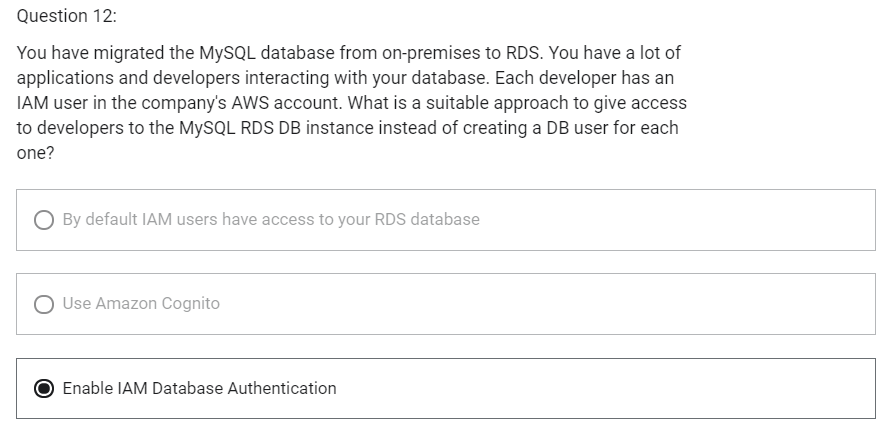 Question 12:
You have migrated the MySQL database from on-premises to RDS. You have a lot of
applications and developers interacting with your database. Each developer has an
IAM user in the company's AWS account. What is a suitable approach to give access
to developers to the MySQL RDS DB instance instead of creating a DB user for each
one?
By default IAM users have access to your RDS database
Use Amazon Cognito
Enable IAM Database Authentication